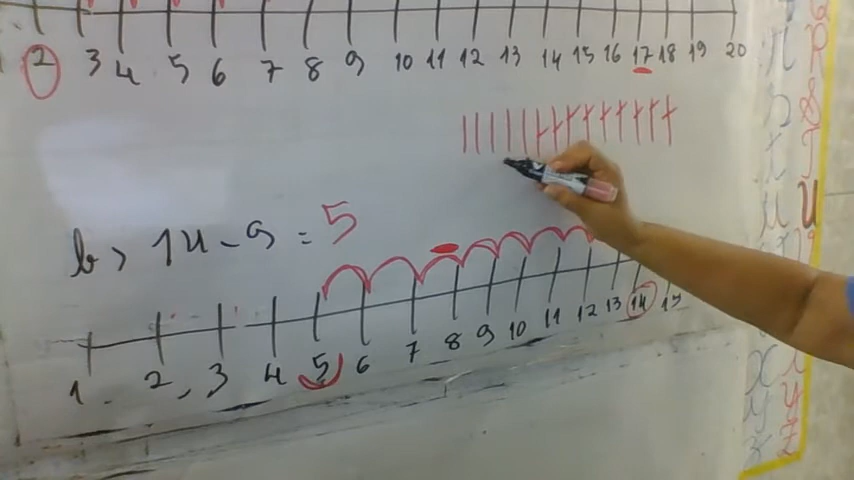 2 3 4 5 6 7 8 9 10 11 12 13 14 15 16 17 18 19 20
b> 14 - 9 = 5
1 2 3 4 5 6 7 8 9 10 11 12 13 14 15